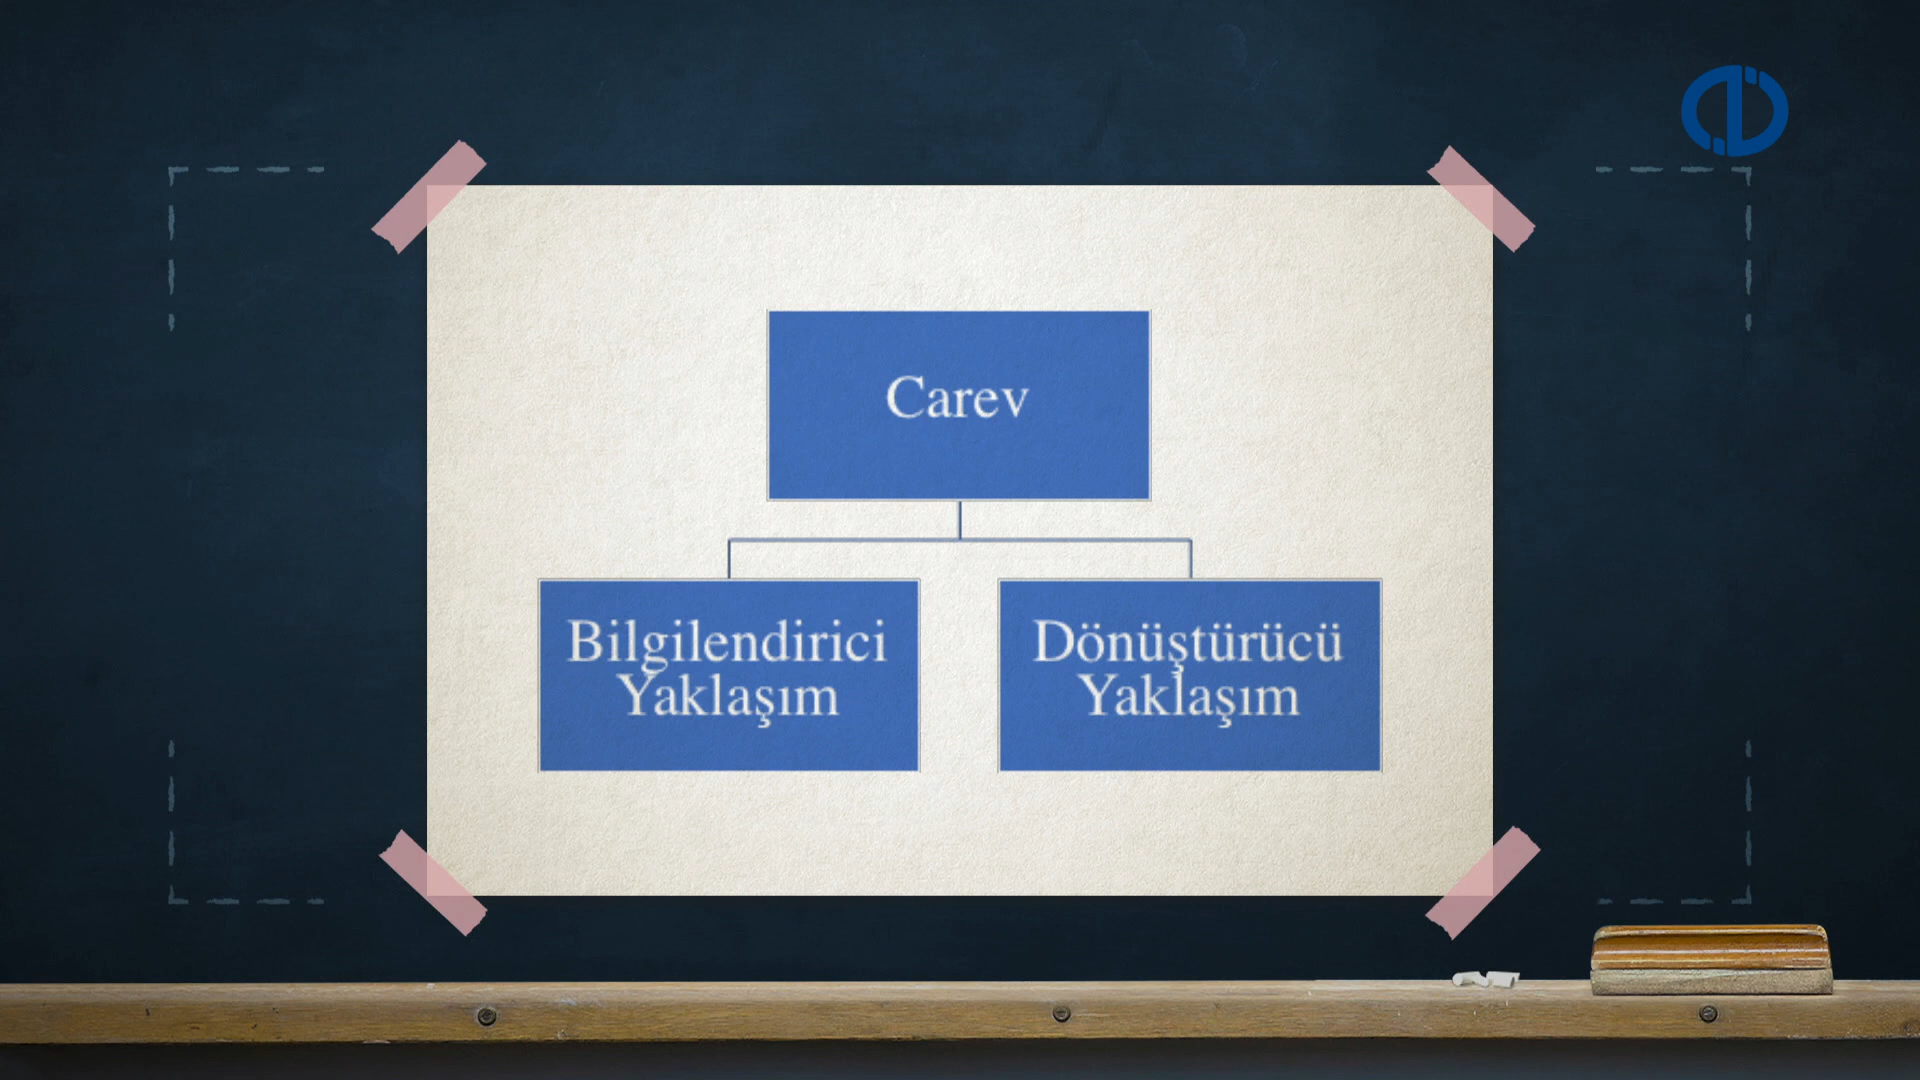 Carev
Bilgilendirici
Yaklaşım
Dönüştürücü
Yaklaşım